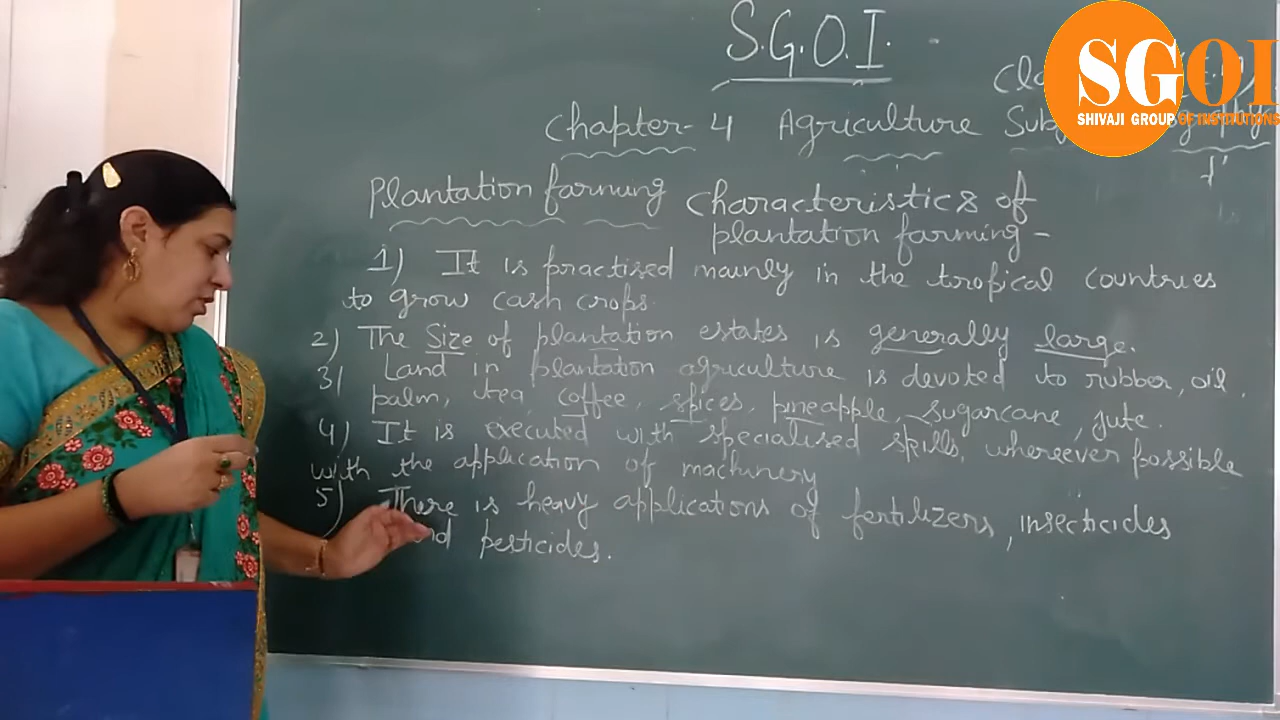 S.G.O.I.
SGOI
SHIVAJI GROUP OF INSTITUTIONS
Chapter-4 Agriculture
Plantation farming Characteristics of
plantation farming -
1) It is practised mainly in the tropical countries
to grow cash crops.
2) The Size of plantation estates is generally large.
3) Land in plantation agriculture is devoted to rubber, oil,
palm, tea, coffee, spices, pineapple, sugarcane, jute.
4) It is executed with specialised skills, whereever possible
with the application of machinery
5) There is heavy applications of fertilizers, insecticides
pesticides.